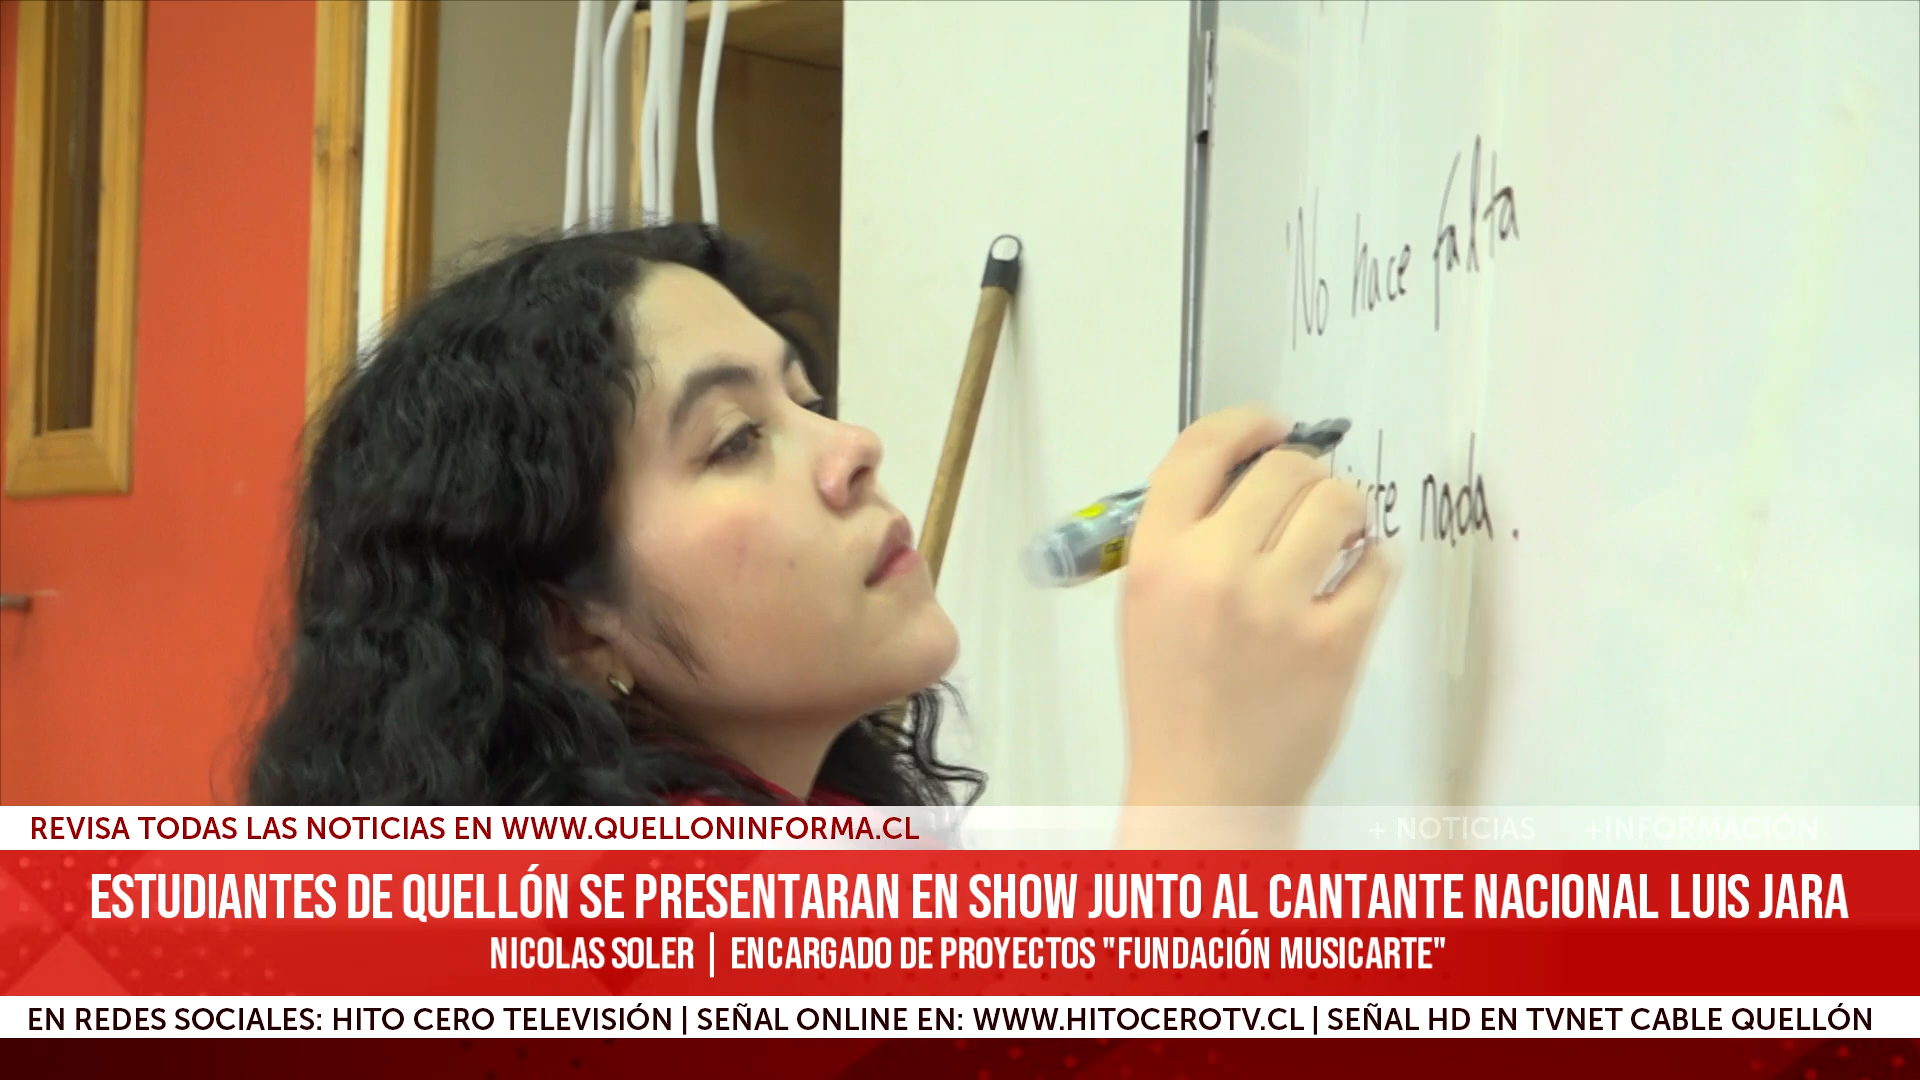 No hace falta
nada.
REVISA TODAS LAS NOTICIAS EN WWW.QUELLONINFORMA.CL
+ NOTICIAS +INFORMACIÓN
ESTUDIANTES DE QUELLÓN SE PRESENTARAN EN SHOW JUNTO AL CANTANTE NACIONAL LUIS JARA
NICOLAS SOLER | ENCARGADO DE PROYECTOS "FUNDACIÓN MUSICARTE"
EN REDES SOCIALES: HITO CERO TELEVISIÓN | SEÑAL ONLINE EN: WWW.HITOCEROTV.CL | SEÑAL HD EN TVNET CABLE QUELLÓN